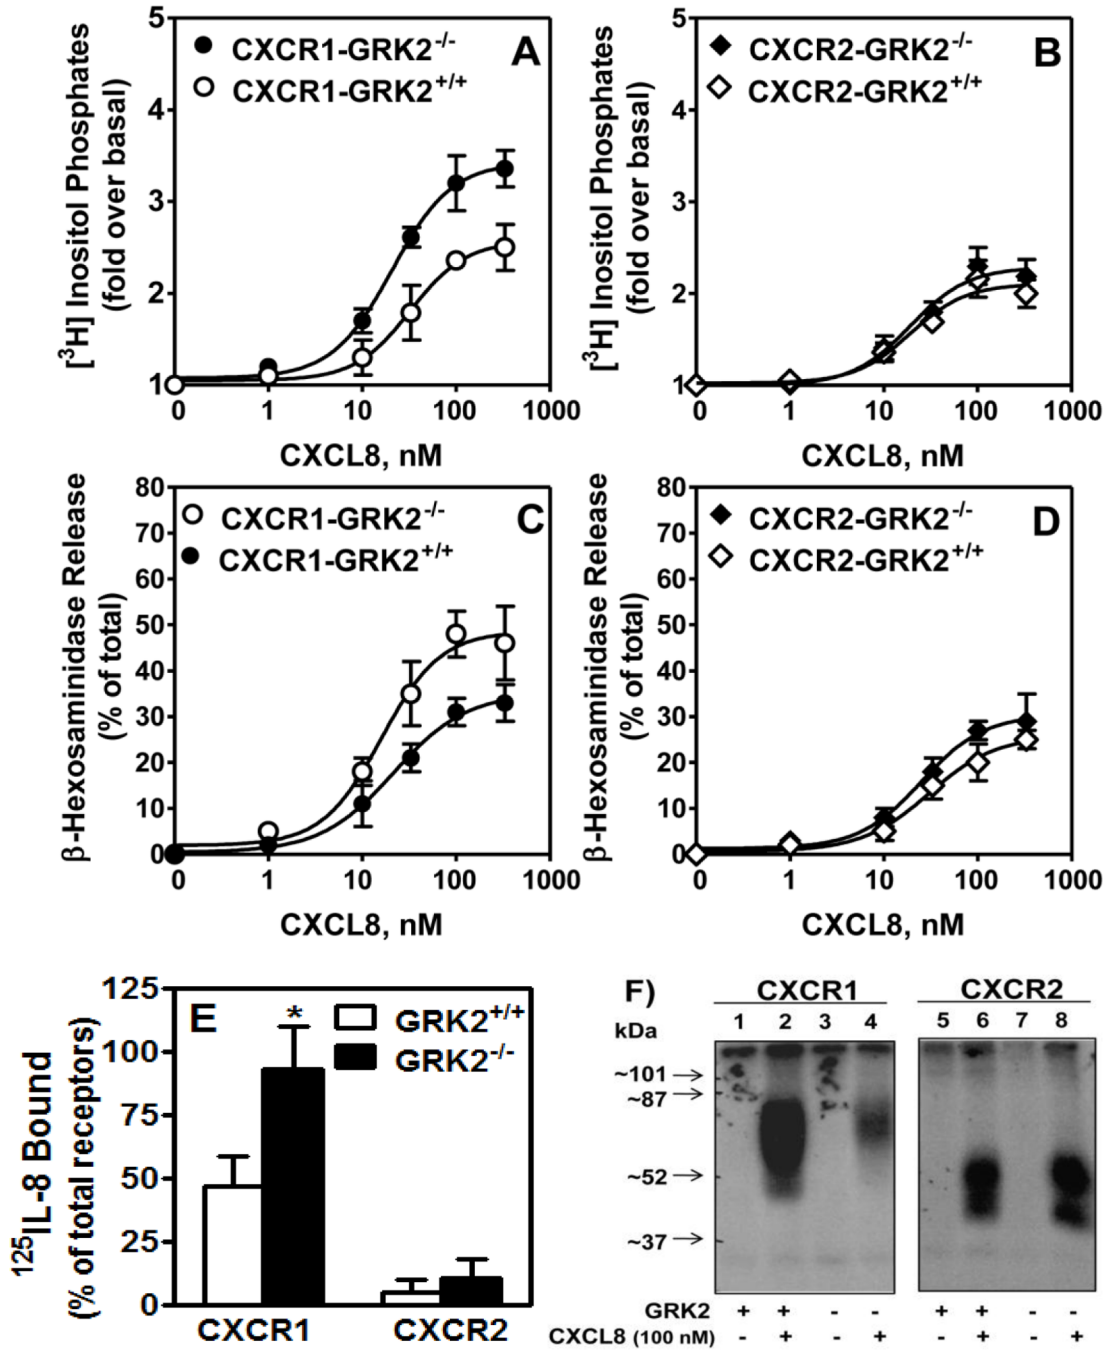 A
CXCR1-GRK2-/-
CXCR1-GRK2+/+
[3H] Inositol Phosphates
(fold over basal)
5
4
3
2
1
0 1 10 100 1000
CXCL8, nM
B
CXCR2-GRK2-/-
CXCR2-GRK2+/+
[3H] Inositol Phosphates
(fold over basal)
5
4
3
2
1
0 1 10 100 1000
CXCL8, nM
C
CXCR1-GRK2-/-
CXCR1-GRK2+/+
β-Hexosaminidase Release
(% of total)
80
70
60
50
40
30
20
10
0
0 1 10 100 1000
CXCL8, nM
D
CXCR2-GRK2-/-
CXCR2-GRK2+/+
β-Hexosaminidase Release
(% of total)
80
70
60
50
40
30
20
10
0
0 1 10 100 1000
CXCL8, nM
E
GRK2+/+
GRK2-/-
*
125IL-8 Bound
(% of total receptors)
125
100
75
50
25
0
CXCR1 CXCR2
F)
CXCR1 CXCR2
kDa
1 2 3 4 5 6 7 8
~101
~87
~52
~37
GRK2 + + - - + + - -
CXCL8 (100 nM) - + - + - + - +